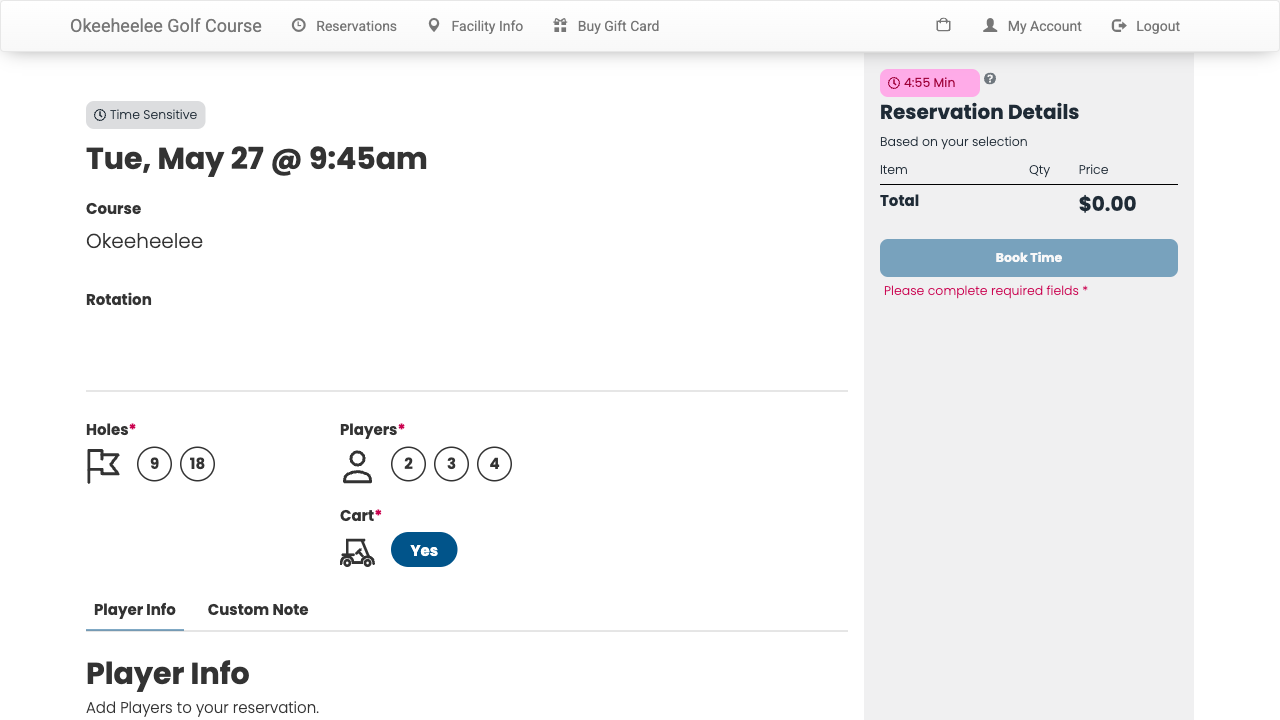 Okeeheelee Golf Course Reservations Facility Info Buy Gift Card My Account Logout
Time Sensitive
Tue, May 27 @ 9:45am
Course
Okeeheelee
Rotation
Holes* Players*
9 18 2 3 4
Cart*
Yes
Player Info Custom Note
Player Info
Add Players to your reservation.
4:55 Min ?
Reservation Details
Based on your selection
Item Qty Price
Total $0.00
Book Time
Please complete required fields *